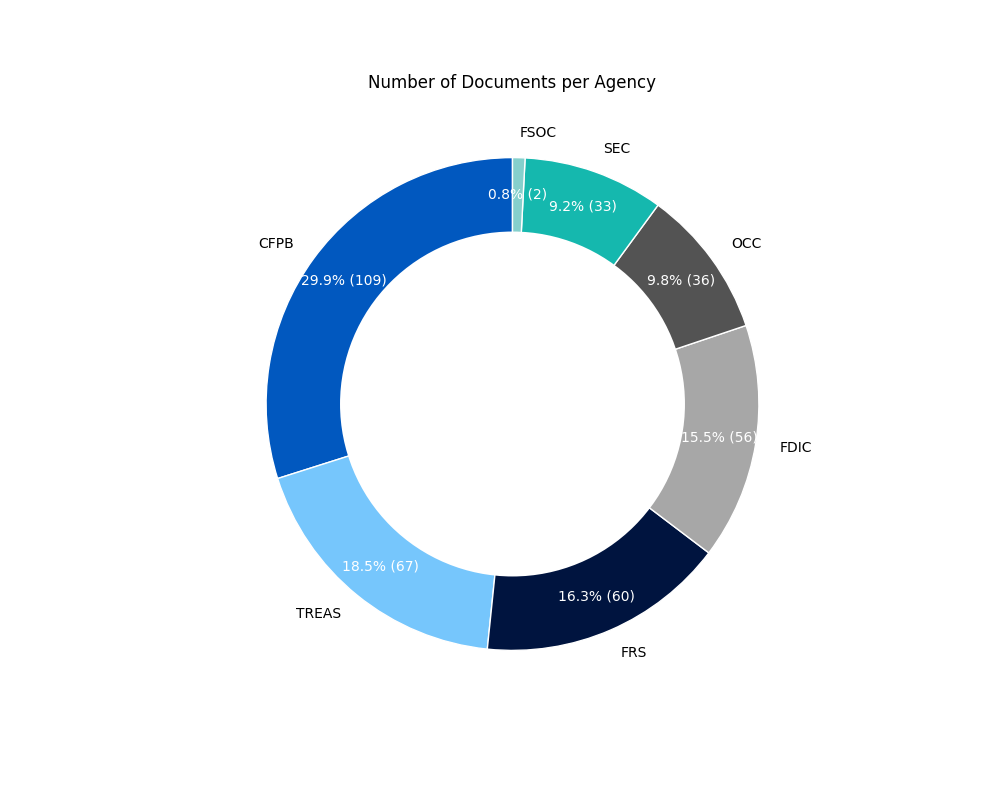 Number of Documents per Agency
FSOC
SEC
0.8% (2)
9.2% (33)
CFPB
OCC
29.9% (109)
9.8% (36)
15.5% (56)
FDIC
18.5% (67)
16.3% (60)
TREAS
FRS